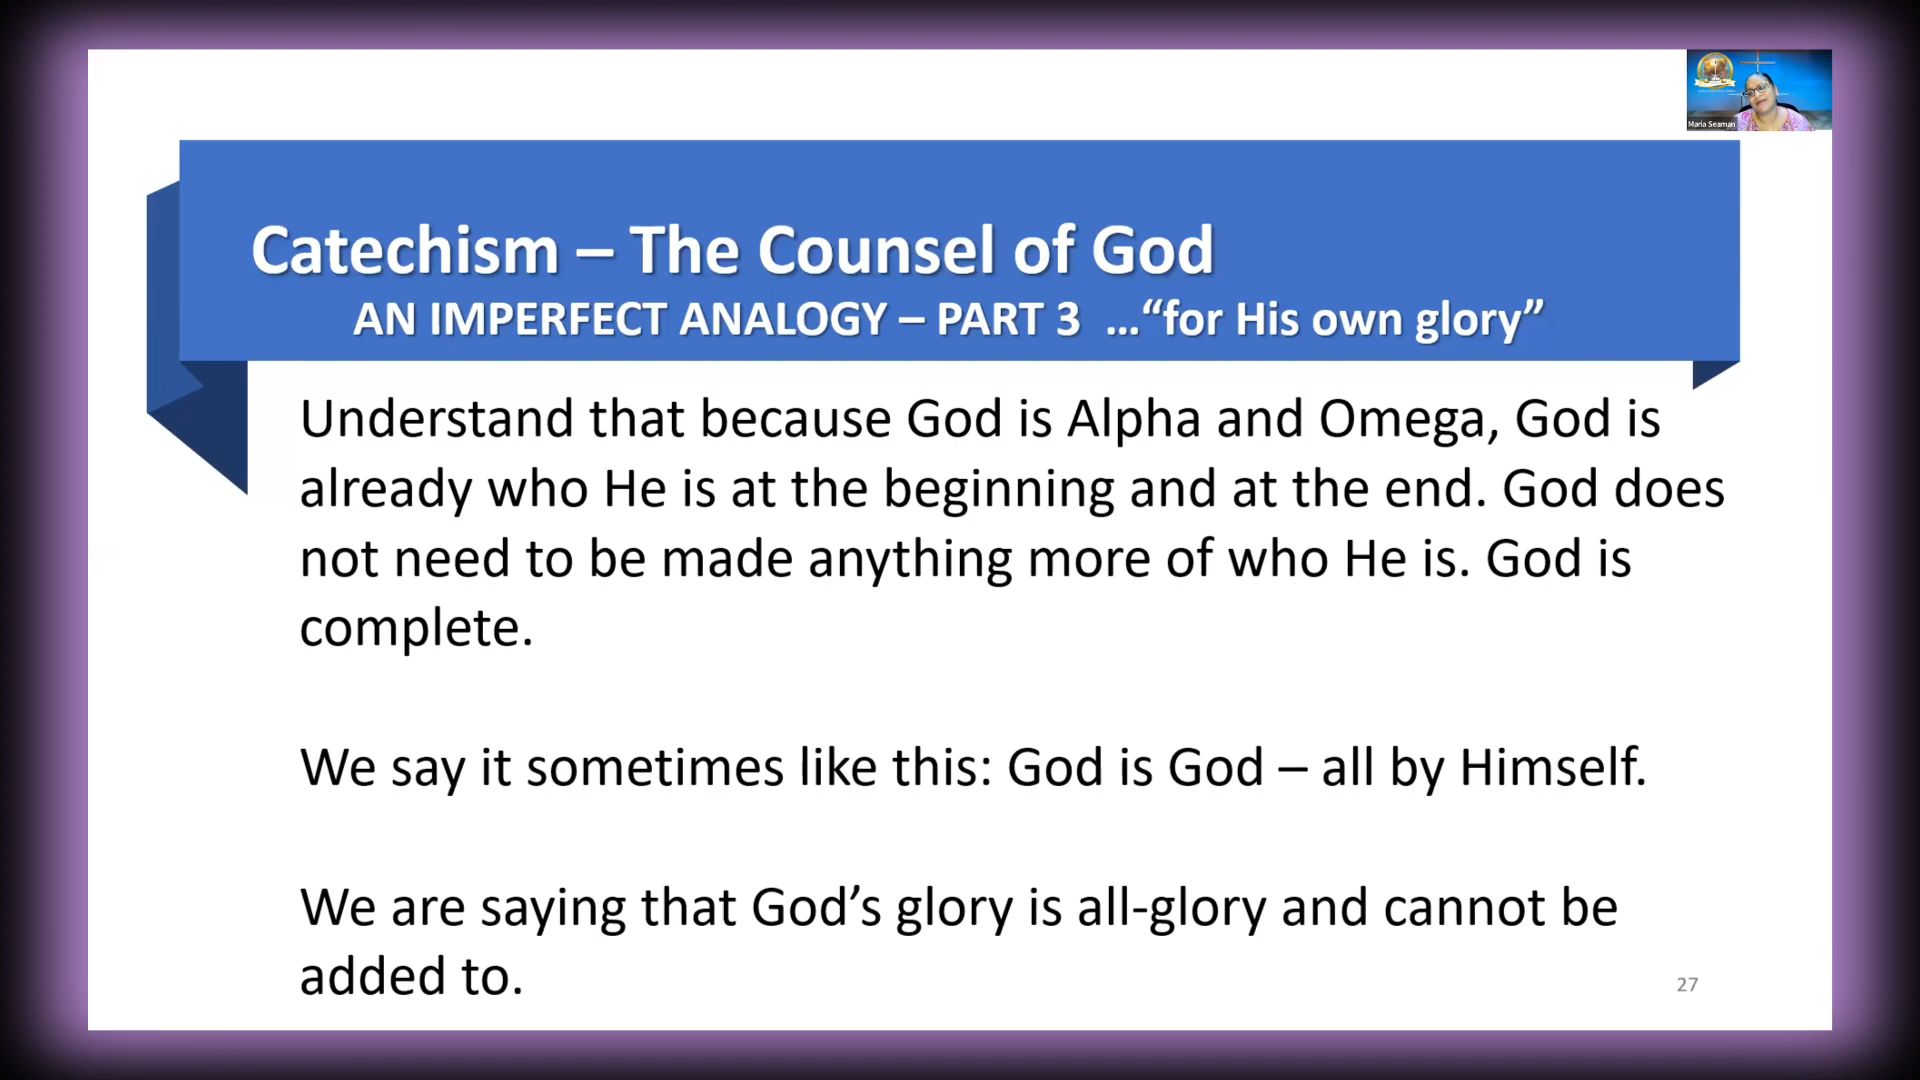 Maria Seaman
Catechism – The Counsel of God
AN IMPERFECT ANALOGY – PART 3 …“for His own glory”
Understand that because God is Alpha and Omega, God is
already who He is at the beginning and at the end. God does
not need to be made anything more of who He is. God is
complete.
We say it sometimes like this: God is God – all by Himself.
We are saying that God’s glory is all-glory and cannot be
added to.
27